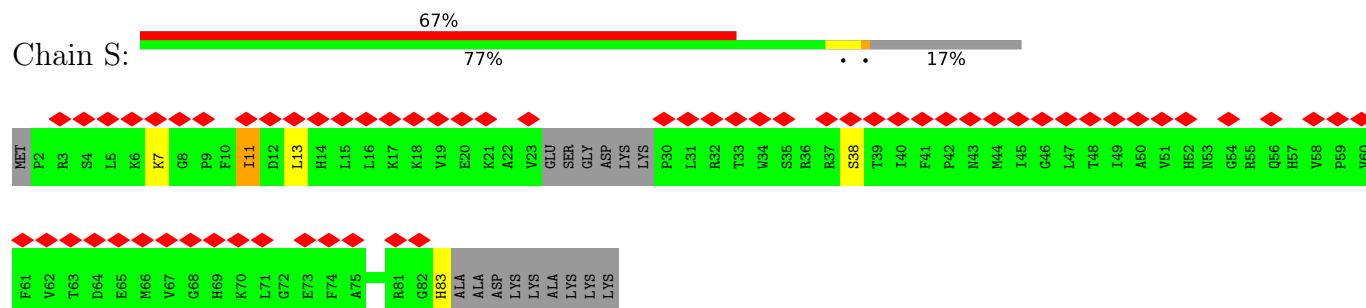 67%
Chain S:
77% • • 17%
MET P2 R3 S4 L5 K6 K7 G8 P9 F10 I11 D12 L13 H14 L15 L16 K17 K18 V19 E20 K21 A22 V23 GLU SER GLY ASP LYS LYS P30 L31 R32 T33 W34 S35 R36 R37 S38 T39 I40 F41 P42 N43 M44 I45 G46 L47 T48 I49 A50 V51 H52 N53 G54 R55 Q56 H57 V58 P59 V60
F61 V62 T63 D64 E65 M66 V67 G68 H69 K70 L71 G72 E73 F74 A75 R81 G82 H83 ALA ALA ASP LYS LYS ALA LYS LYS LYS